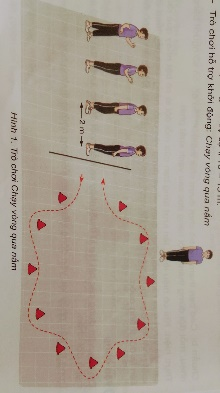 - Trò chơi hỗ trợ khởi động: Chạy vòng qua nấm
2 m
Hình 1. Trò chơi Chạy vòng qua nấm